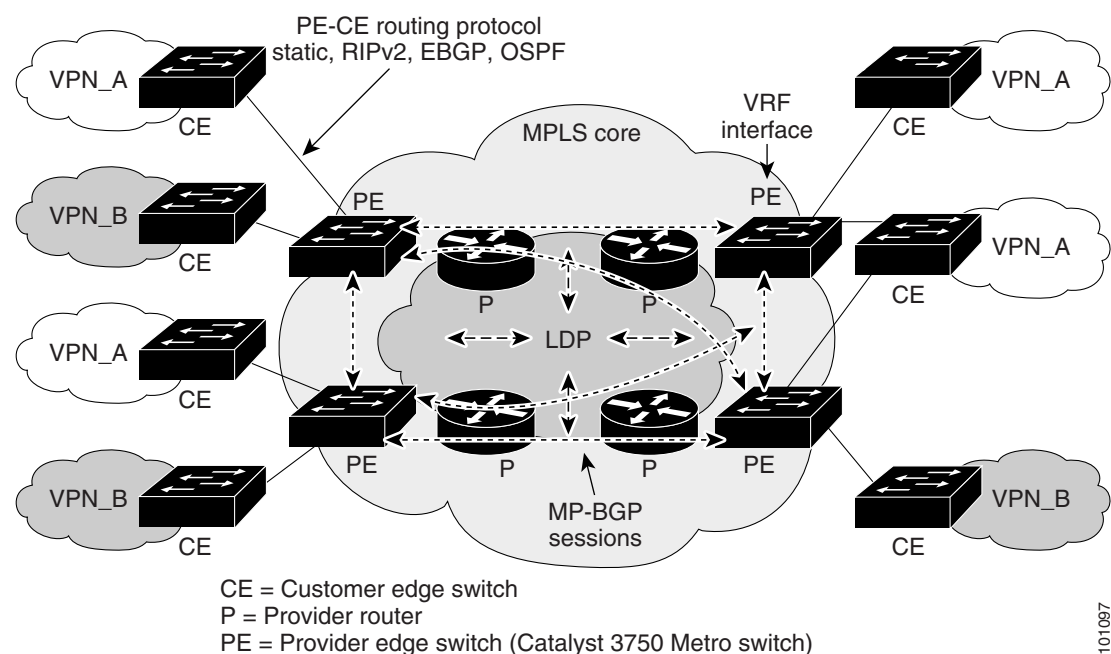 PE-CE routing protocol
static, RIPv2, EBGP, OSPF
VPN_A
CE
VPN_A
CE
VRF
interface
MPLS core
PE
PE
VPN_B
CE
VPN_A
CE
P
P
LDP
VPN_A
CE
PE
P
P
PE
VPN_B
CE
MP-BGP
sessions
VPN_B
CE
CE = Customer edge switch
P = Provider router
PE = Provider edge switch (Catalyst 3750 Metro switch)
101097